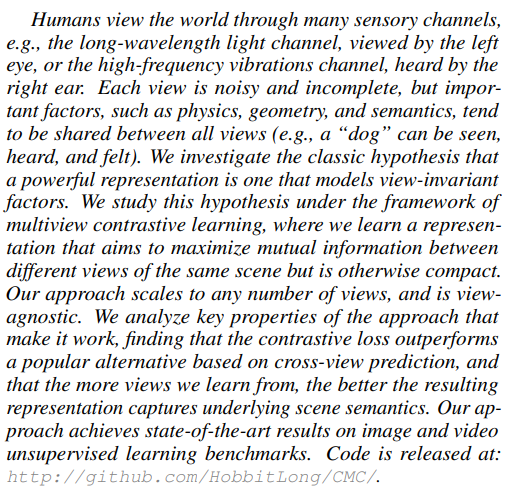 Humans view the world through many sensory channels,
e.g., the long-wavelength light channel, viewed by the left
eye, or the high-frequency vibrations channel, heard by the
right ear. Each view is noisy and incomplete, but impor-
tant factors, such as physics, geometry, and semantics, tend
to be shared between all views (e.g., a “dog” can be seen,
heard, and felt). We investigate the classic hypothesis that
a powerful representation is one that models view-invariant
factors. We study this hypothesis under the framework of
multiview contrastive learning, where we learn a represen-
tation that aims to maximize mutual information between
different views of the same scene but is otherwise compact.
Our approach scales to any number of views, and is view-
agnostic. We analyze key properties of the approach that
make it work, finding that the contrastive loss outperforms
a popular alternative based on cross-view prediction, and
that the more views we learn from, the better the resulting
representation captures underlying scene semantics. Our ap-
proach achieves state-of-the-art results on image and video
unsupervised learning benchmarks. Code is released at:
http://github.com/HobbitLong/CMC/.